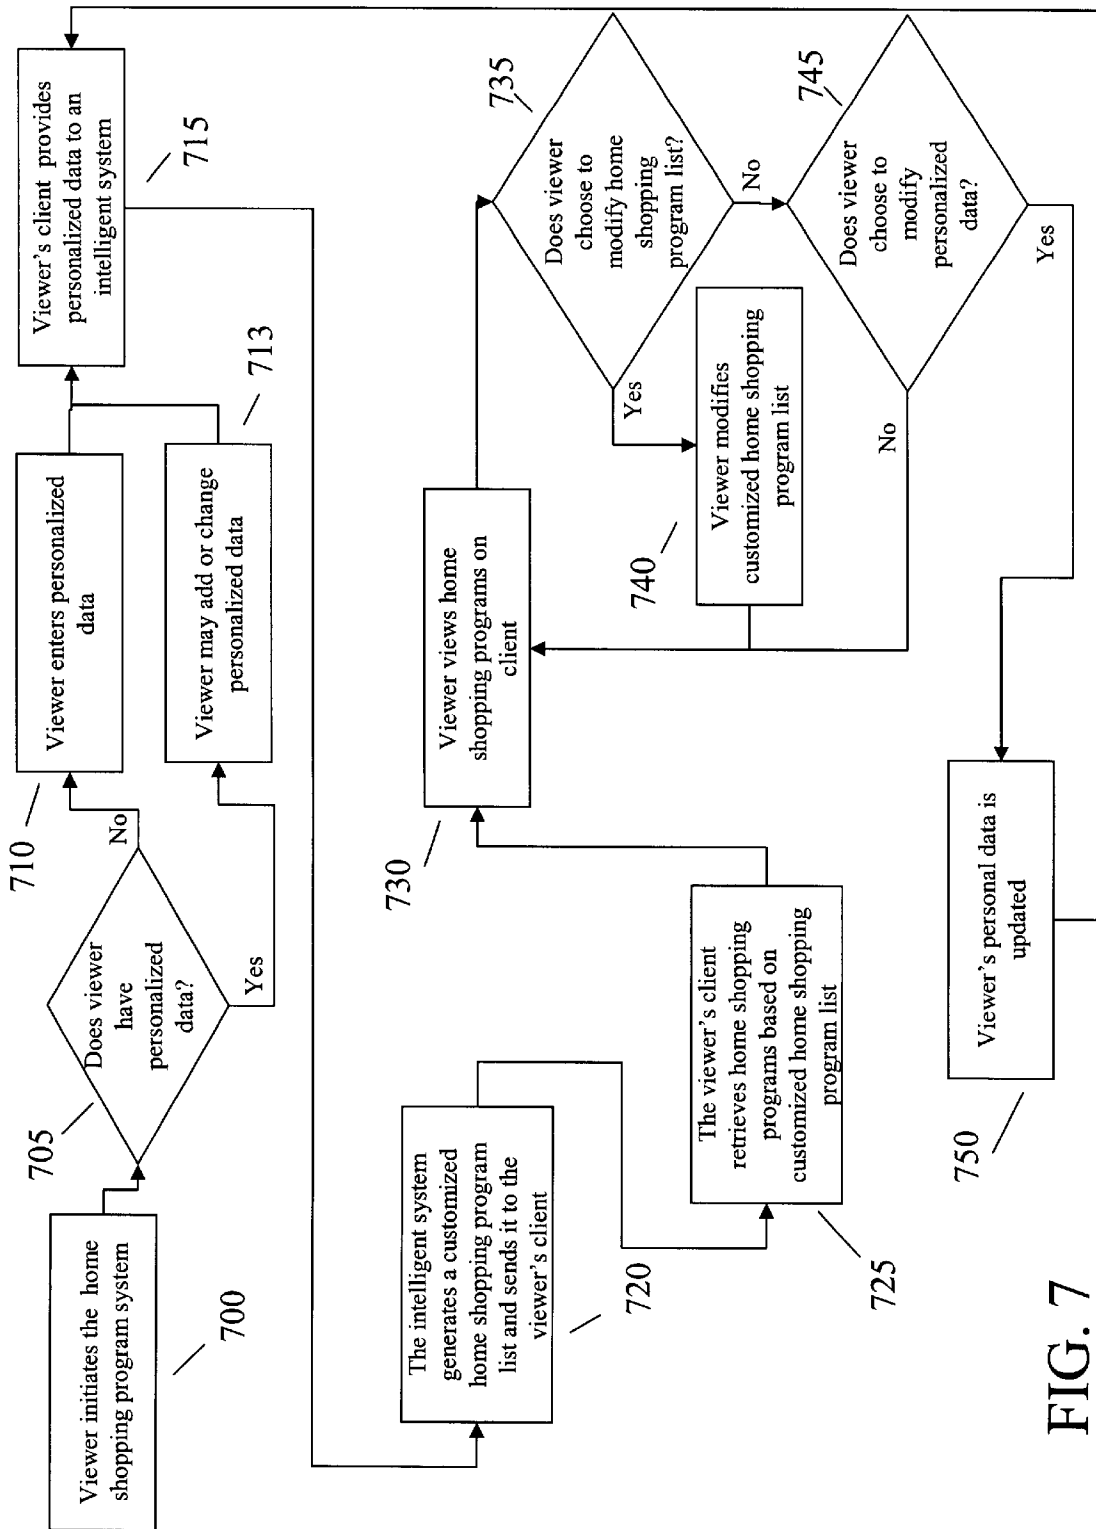 Viewer initiates the home
shopping program system
700
Does viewer
have
personalized
data?
705
No
Yes
Viewer enters personalized
data
710
Viewer may add or change
personalized data
713
Viewer's client provides
personalized data to an
intelligent system
715
The intelligent system
generates a customized
home shopping program
list and sends it to the
viewer's client
720
The viewer's client
retrieves home shopping
programs based on
customized home shopping
program list
725
Viewer views home
shopping programs on
client
730
Does viewer
choose to
modify home
shopping
program list?
735
Yes
No
Viewer modifies
customized home shopping
program list
740
Does viewer
choose to
modify
personalized
data?
745
No
Yes
Viewer's personal data is
updated
750
FIG. 7